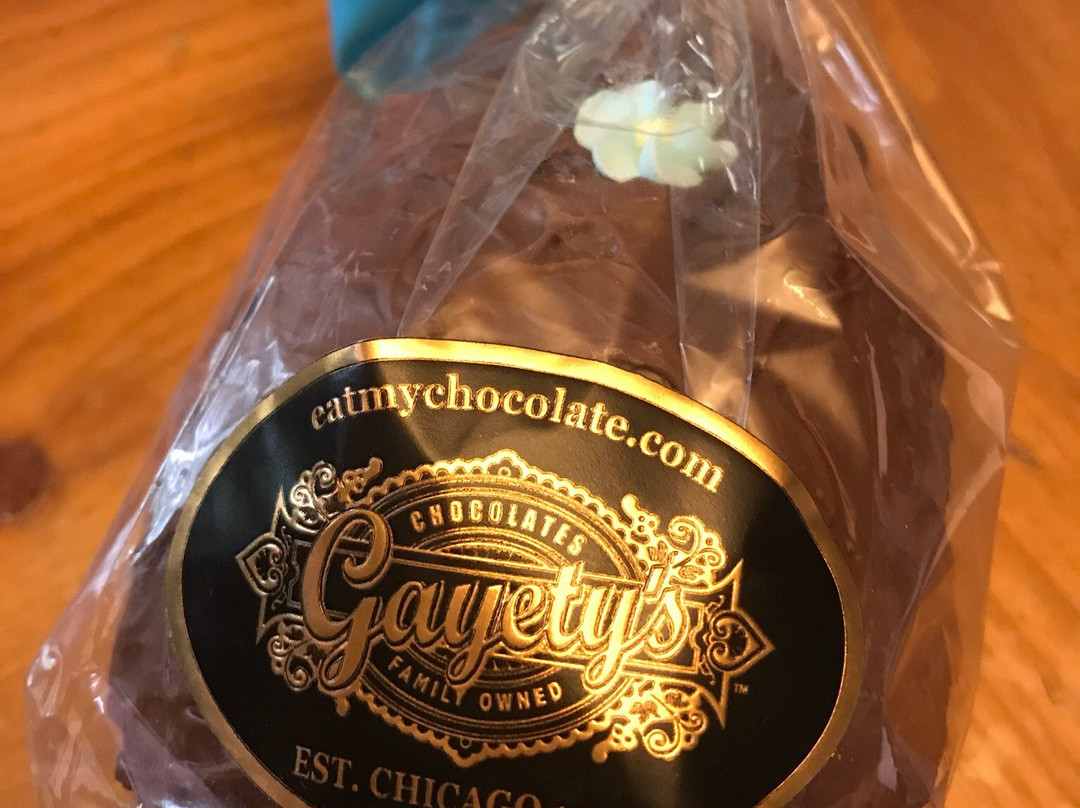 eatmychocolate.com
CHOCOLATES
Gayety's
™
FAMILY OWNED
EST. CHICAGO